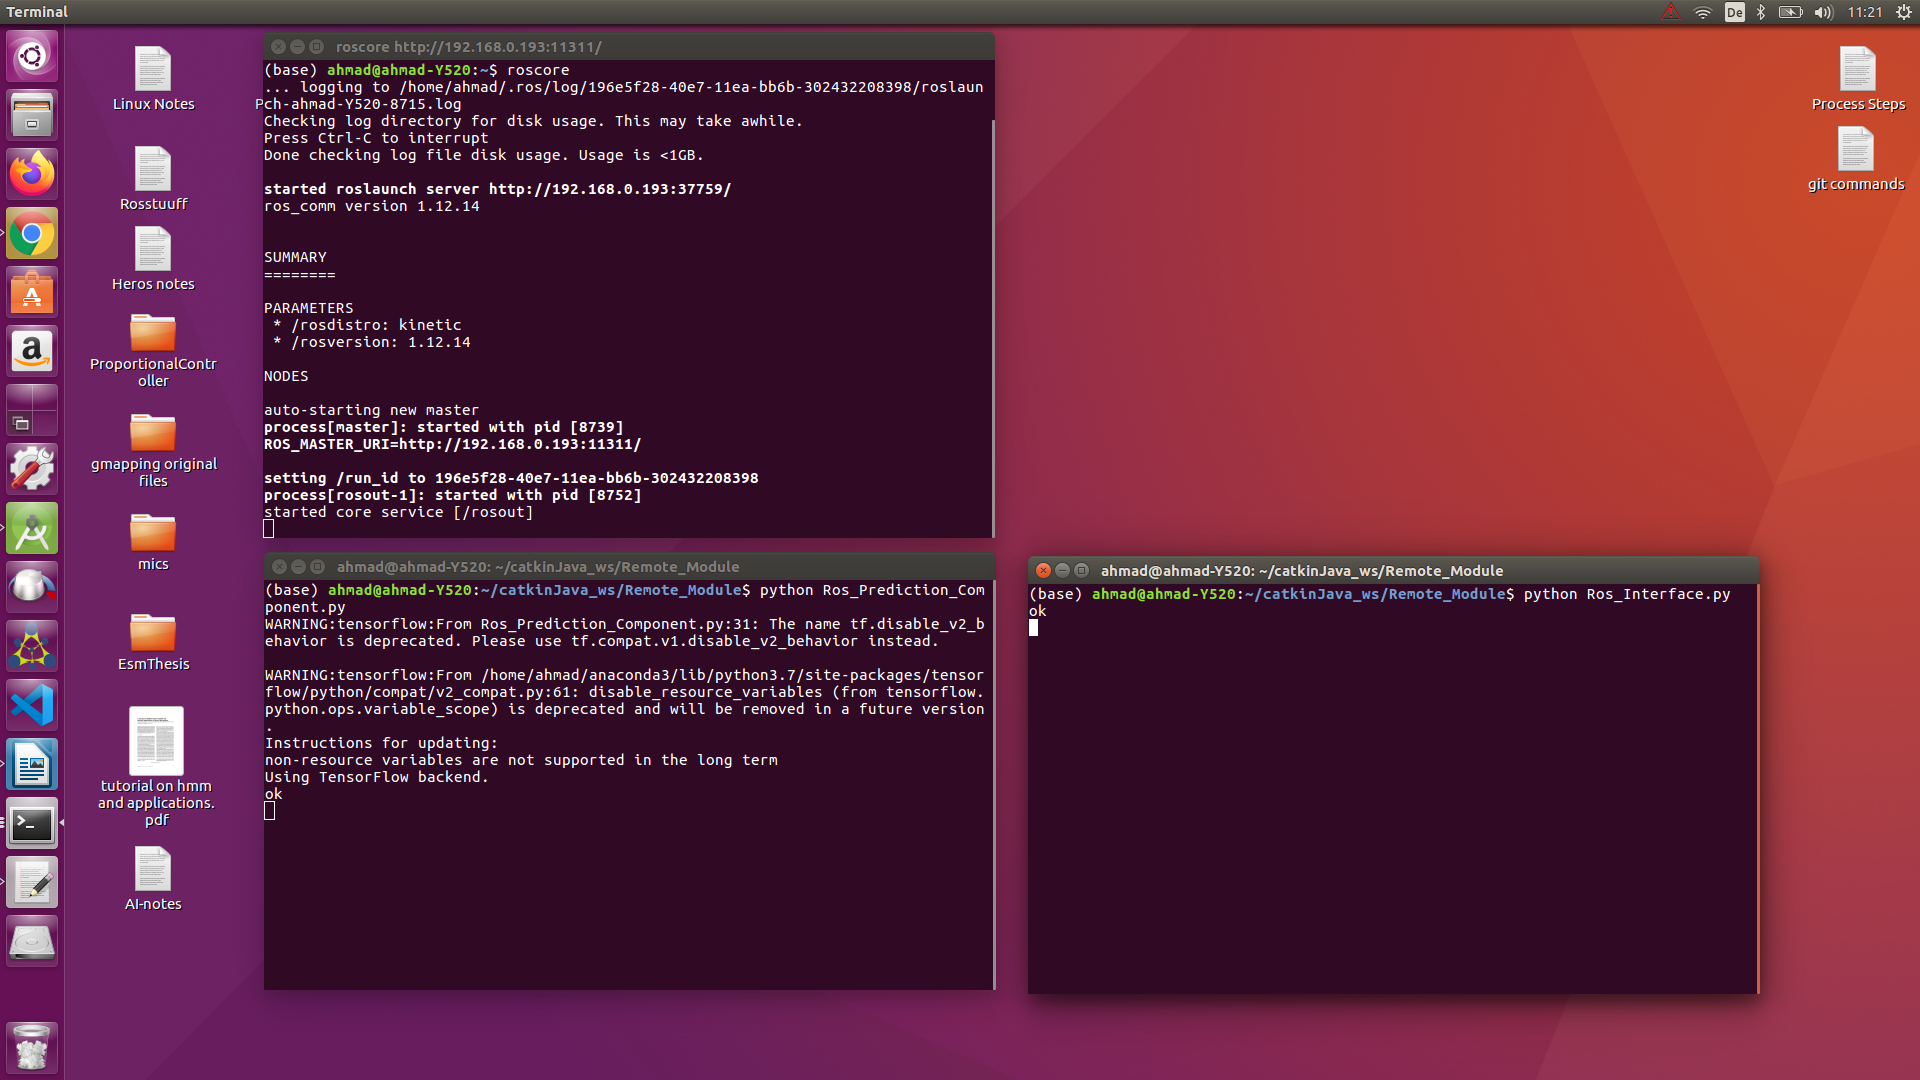 Terminal
De
11:21
Linux Notes
Rosstuuff
Heros notes
ProportionalContr
oller
gmapping original
files
mics
EsmThesis
tutorial on hmm
and applications.
pdf
AI-notes
P
roscore http://192.168.0.193:11311/
(base) ahmad@ahmad-Y520:~$ roscore
... logging to /home/ahmad/.ros/log/196e5f28-40e7-11ea-bb6b-302432208398/roslaun
ch-ahmad-Y520-8715.log
Checking log directory for disk usage. This may take awhile.
Press Ctrl-C to interrupt
Done checking log file disk usage. Usage is <1GB.
started roslaunch server http://192.168.0.193:37759/
ros_comm version 1.12.14
SUMMARY
========
PARAMETERS
* /rosdistro: kinetic
* /rosversion: 1.12.14
NODES
auto-starting new master
process[master]: started with pid [8739]
ROS_MASTER_URI=http://192.168.0.193:11311/
setting /run_id to 196e5f28-40e7-11ea-bb6b-302432208398
process[rosout-1]: started with pid [8752]
started core service [/rosout]
ahmad@ahmad-Y520: ~/catkinJava_ws/Remote_Module
(base) ahmad@ahmad-Y520:~/catkinJava_ws/Remote_Module$ python Ros_Prediction_Com
ponent.py
WARNING:tensorflow:From Ros_Prediction_Component.py:31: The name tf.disable_v2_b
ehavior is deprecated. Please use tf.compat.v1.disable_v2_behavior instead.
WARNING:tensorflow:From /home/ahmad/anaconda3/lib/python3.7/site-packages/tensor
flow/python/compat/v2_compat.py:61: disable_resource_variables (from tensorflow.
python.ops.variable_scope) is deprecated and will be removed in a future version
.
Instructions for updating:
non-resource variables are not supported in the long term
Using TensorFlow backend.
ok
ahmad@ahmad-Y520: ~/catkinJava_ws/Remote_Module
(base) ahmad@ahmad-Y520:~/catkinJava_ws/Remote_Module$ python Ros_Interface.py
ok
Process Steps
git commands